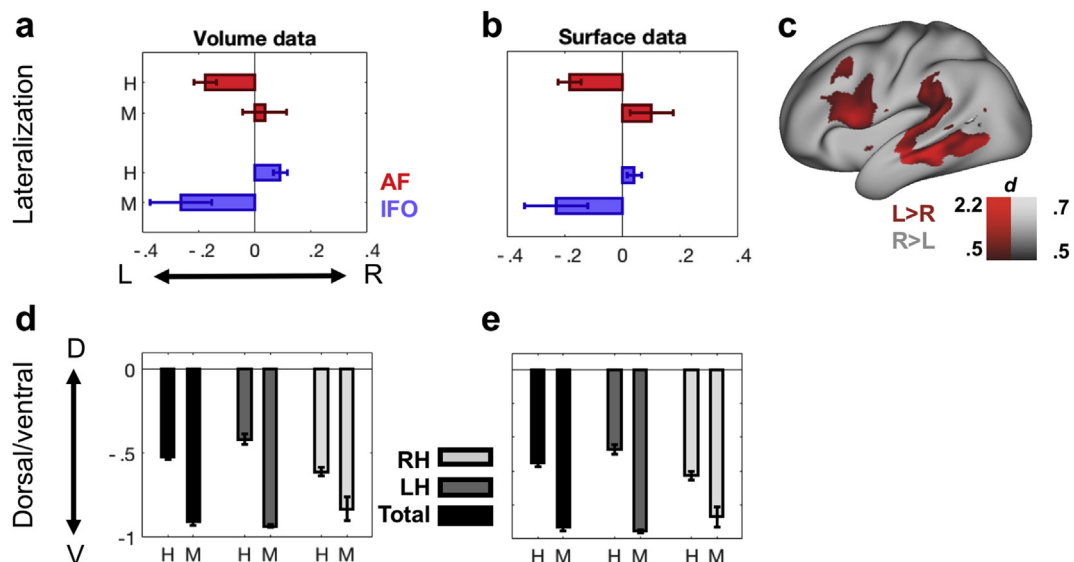 a
Volume data
Lateralization
H
M
H
M
AF
IFO
-.4
-.2
0
.2
.4
L
R
b
Surface data
-.4
-.2
0
.2
.4
c
d
L>R
R>L
2.2
.7
.5
.5
d
D
Dorsal/ventral
V
0
-.5
-1
H M H M H M
RH
LH
Total
e
H M H M H M